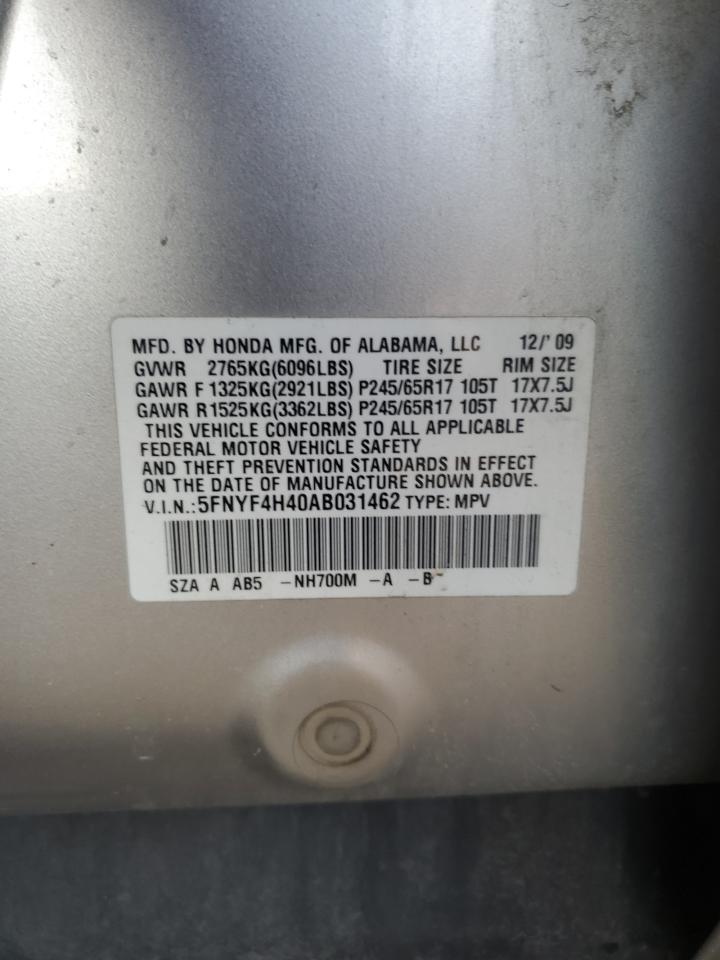 MFD. BY HONDA MFG. OF ALABAMA, LLC 12/'09
GVWR 2765KG(6096LBS) TIRE SIZE RIM SIZE
GAWR F 1325KG(2921LBS) P245/65R17 105T 17X7.5J
GAWR R 1525KG(3362LBS) P245/65R17 105T 17X7.5J
THIS VEHICLE CONFORMS TO ALL APPLICABLE
FEDERAL MOTOR VEHICLE SAFETY
AND THEFT PREVENTION STANDARDS IN EFFECT
ON THE DATE OF MANUFACTURE SHOWN ABOVE.
V.I.N.:5FNYF4H40AB031462 TYPE: MPV
SZA A AB5 -NH700M -A -B